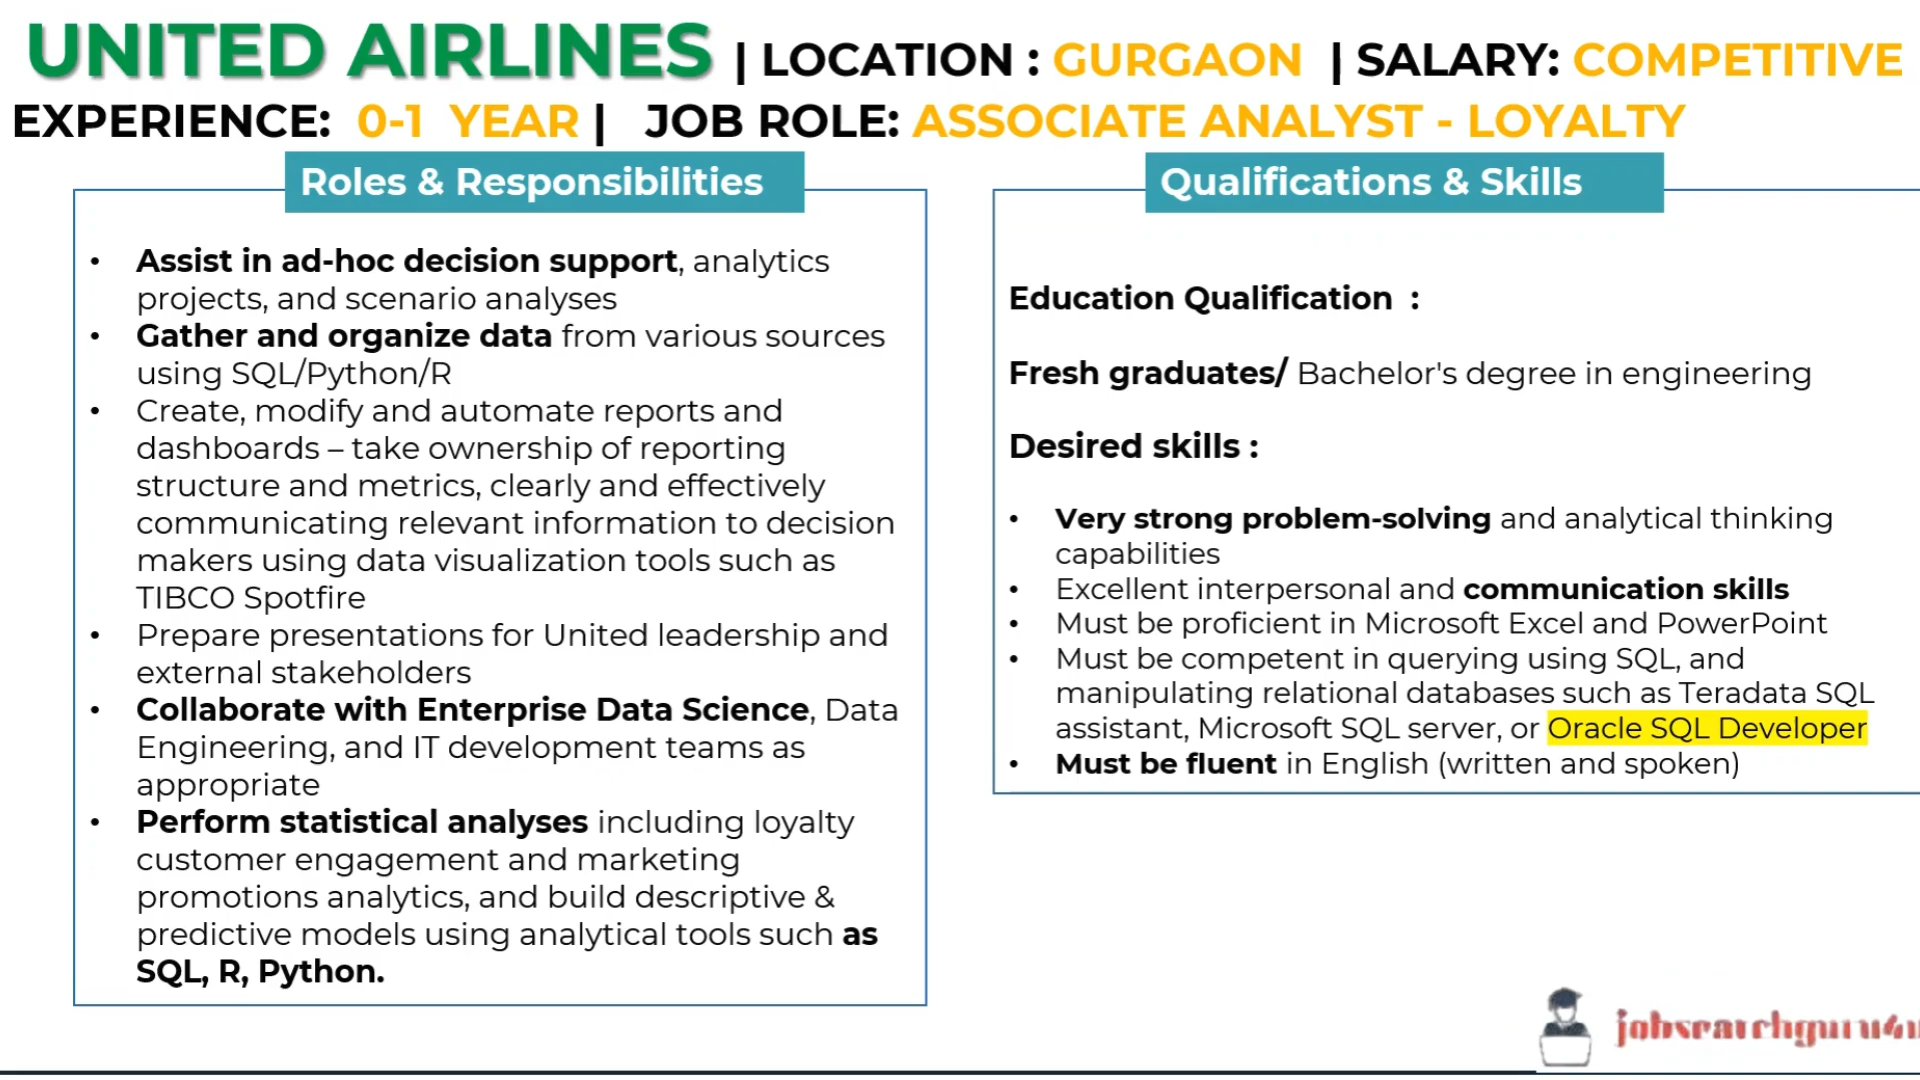 UNITED AIRLINES | LOCATION : GURGAON | SALARY: COMPETITIVE
EXPERIENCE: 0-1 YEAR | JOB ROLE: ASSOCIATE ANALYST - LOYALTY
Roles & Responsibilities
• Assist in ad-hoc decision support, analytics
projects, and scenario analyses
• Gather and organize data from various sources
using SQL/Python/R
• Create, modify and automate reports and
dashboards – take ownership of reporting
structure and metrics, clearly and effectively
communicating relevant information to decision
makers using data visualization tools such as
TIBCO Spotfire
• Prepare presentations for United leadership and
external stakeholders
• Collaborate with Enterprise Data Science, Data
Engineering, and IT development teams as
appropriate
• Perform statistical analyses including loyalty
customer engagement and marketing
promotions analytics, and build descriptive &
predictive models using analytical tools such as
SQL, R, Python.
Qualifications & Skills
Education Qualification :
Fresh graduates/ Bachelor's degree in engineering
Desired skills :
• Very strong problem-solving and analytical thinking
capabilities
• Excellent interpersonal and communication skills
• Must be proficient in Microsoft Excel and PowerPoint
• Must be competent in querying using SQL, and
manipulating relational databases such as Teradata SQL
assistant, Microsoft SQL server, or Oracle SQL Developer
• Must be fluent in English (written and spoken)